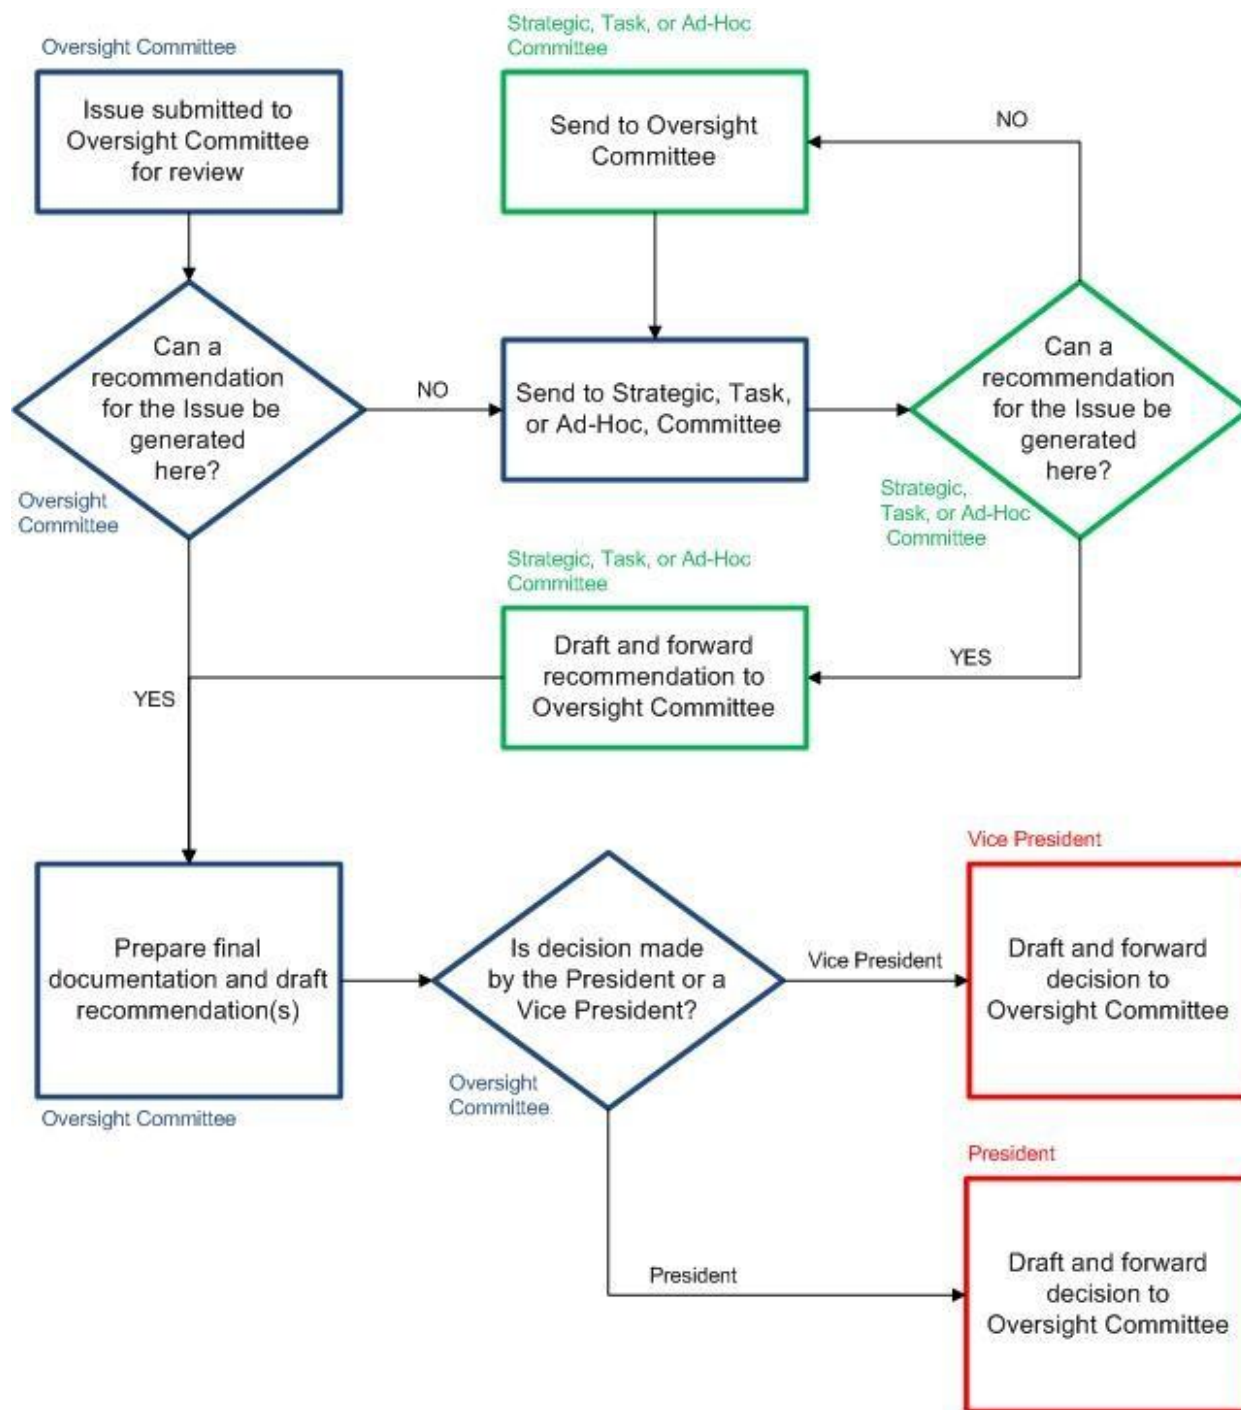 Oversight Committee
Issue submitted to
Oversight Committee
for review
Strategic, Task, or Ad-Hoc
Committee
Send to Oversight
Committee
NO
Can a
recommendation
for the Issue be
generated
here?
Oversight
Committee
NO
Send to Strategic, Task,
or Ad-Hoc, Committee
Can a
recommendation
for the Issue be
generated
here?
Strategic,
Task, or Ad-Hoc
Committee
Strategic, Task, or Ad-Hoc
Committee
Draft and forward
recommendation to
Oversight Committee
YES
YES
Prepare final
documentation and draft
recommendation(s)
Oversight Committee
Is decision made
by the President or a
Vice President?
Oversight
Committee
Vice President
Vice President
Draft and forward
decision to
Oversight Committee
President
President
Draft and forward
decision to
Oversight Committee